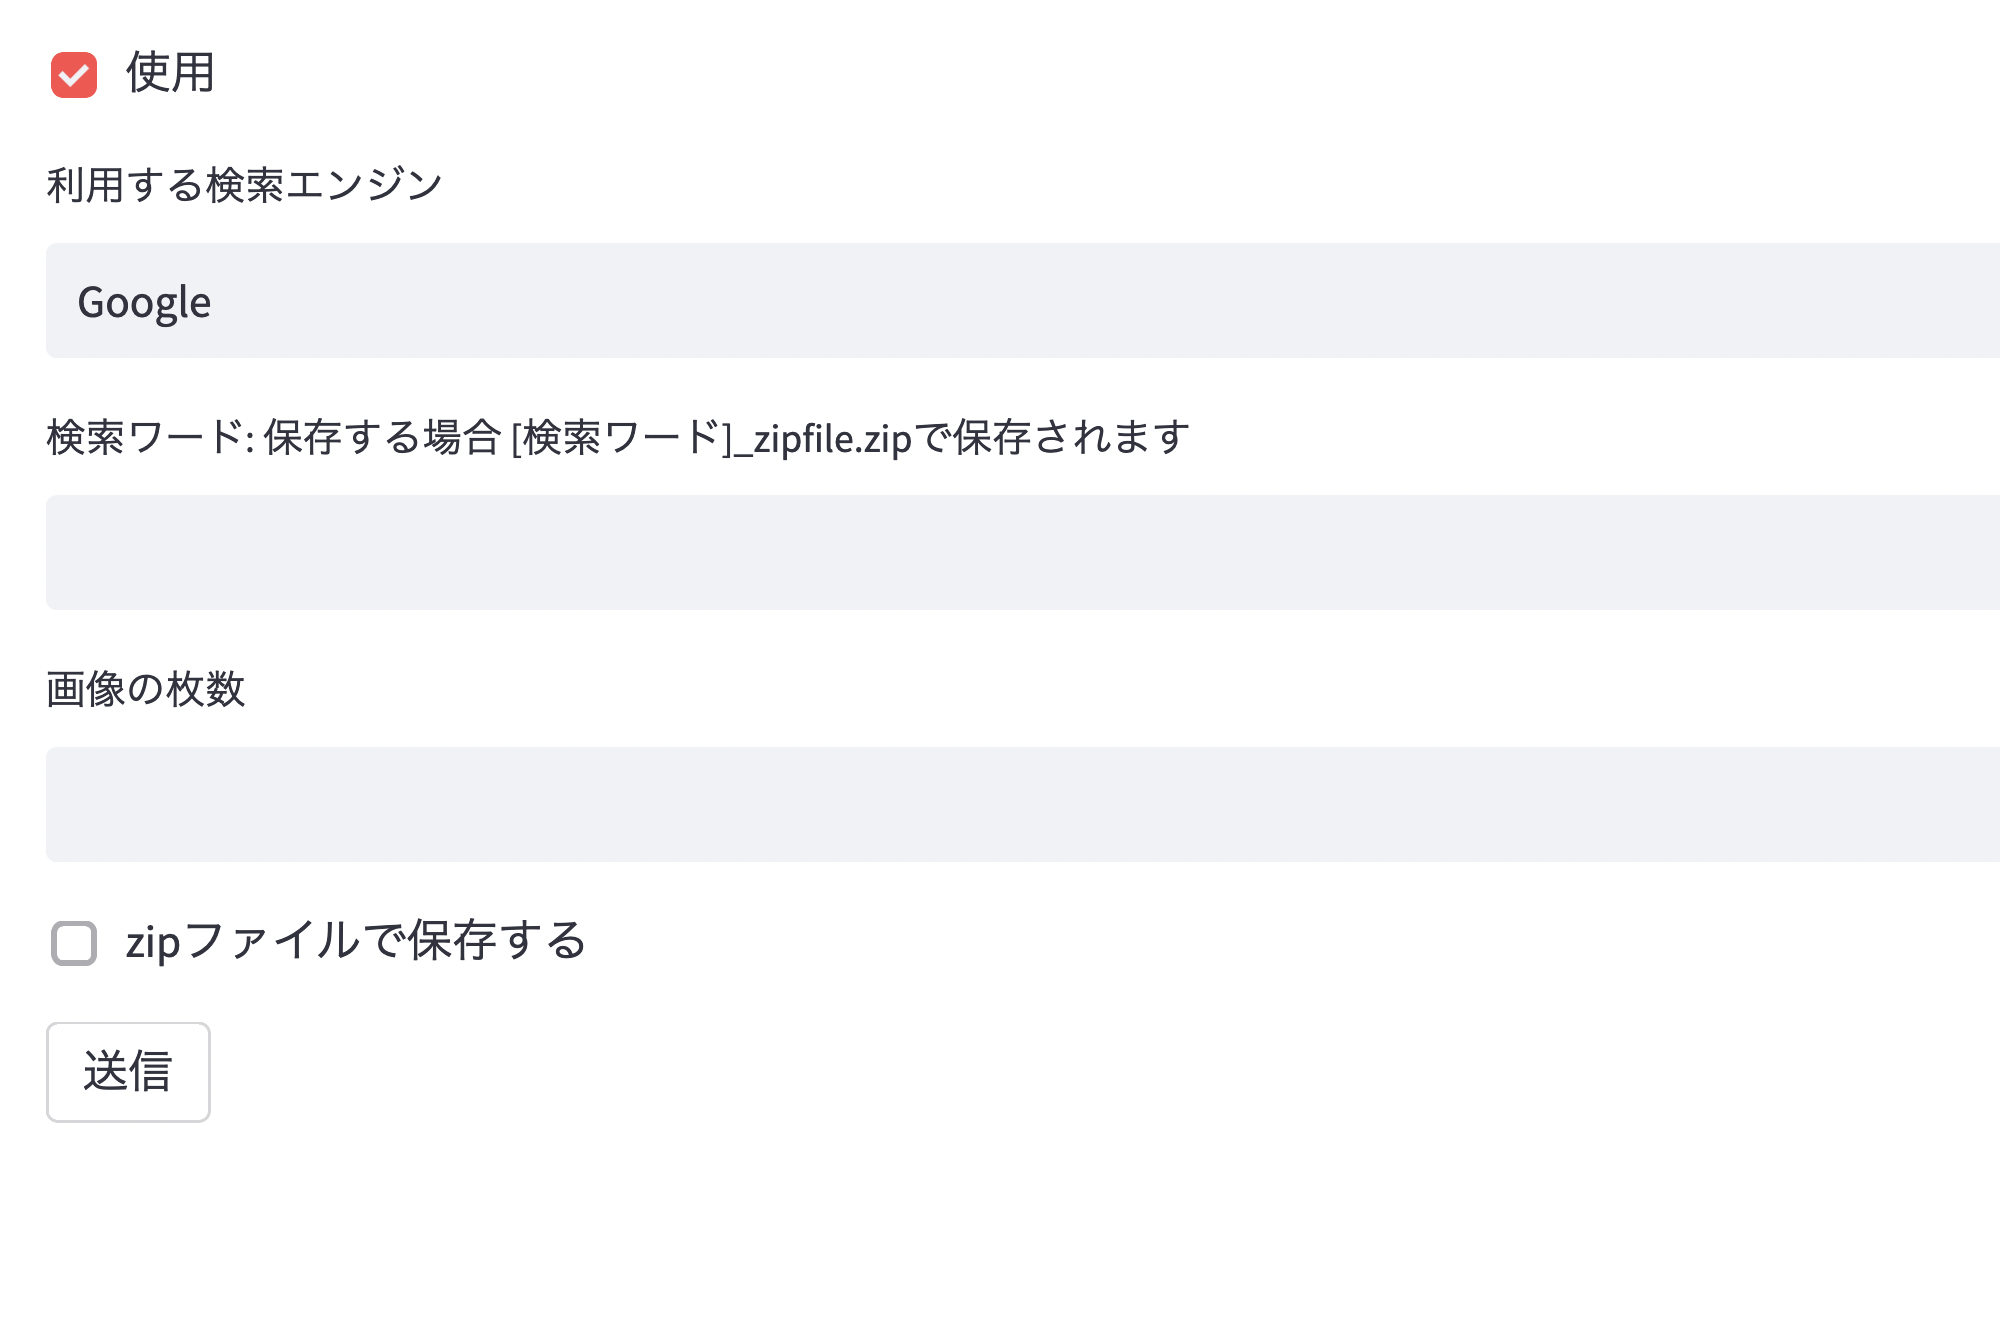 使用
利用する検索エンジン
Google
検索ワード: 保存する場合 [検索ワード]_zipfile.zipで保存されます
画像の枚数
zipファイルで保存する
送信